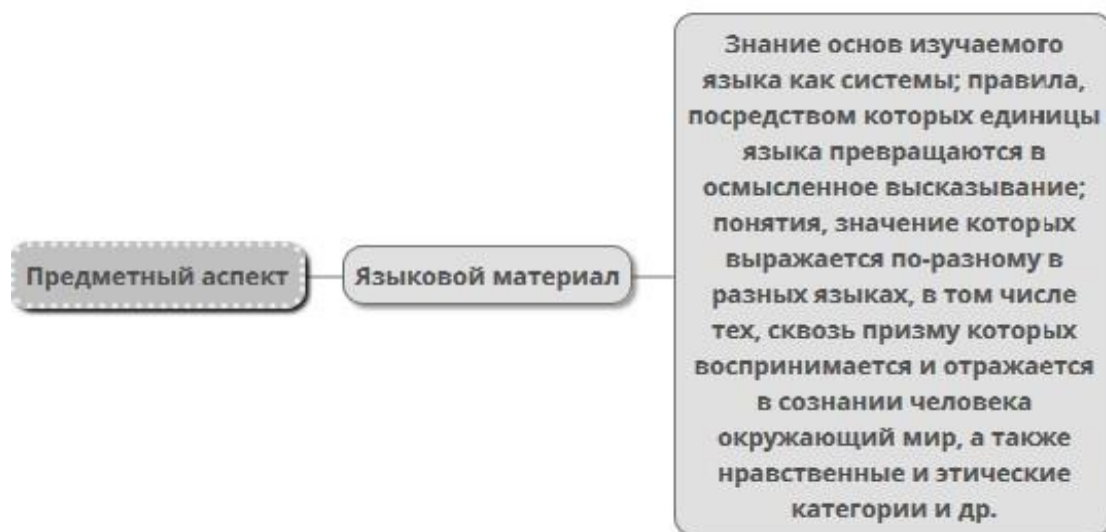 Предметный аспект
Языковой материал
Знание основ изучаемого
языка как системы; правила,
посредством которых единицы
языка превращаются в
осмысленное высказывание;
понятия, значение которых
выражается по-разному в
разных языках, в том числе
тех, сквозь призму которых
воспринимается и отражается
в сознании человека
окружающий мир, а также
нравственные и этические
категории и др.